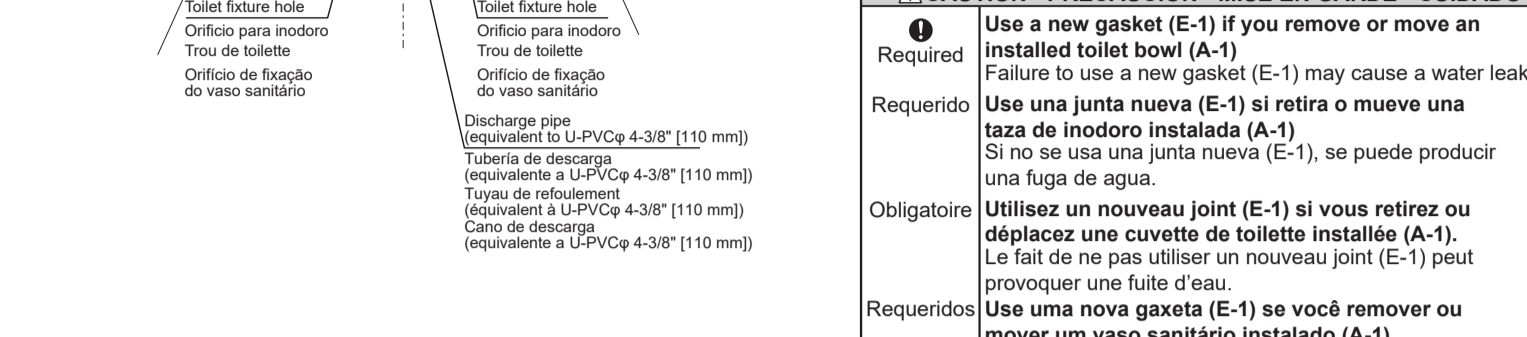 Toilet fixture hole
Orificio para inodoro
Trou de toilette
Orifício de fixação
do vaso sanitário
Toilet fixture hole
Orificio para inodoro
Trou de toilette
Orifício de fixação
do vaso sanitário
Discharge pipe
(equivalent to U-PVCφ 4-3/8" [110 mm])
Tubería de descarga
(equivalente a U-PVCφ 4-3/8" [110 mm])
Tuyau de refoulement
(équivalent à U-PVCφ 4-3/8" [110 mm])
Cano de descarga
(equivalente a U-PVCφ 4-3/8" [110 mm])
Required
Use a new gasket (E-1) if you remove or move an
installed toilet bowl (A-1)
Failure to use a new gasket (E-1) may cause a water leak
Requerido
Use una junta nueva (E-1) si retira o mueve una
taza de inodoro instalada (A-1)
Si no se usa una junta nueva (E-1), se puede producir
una fuga de agua.
Obligatoire
Utilisez un nouveau joint (E-1) si vous retirez ou
déplacez une cuvette de toilette installée (A-1).
Le fait de ne pas utiliser un nouveau joint (E-1) peut
provoquer une fuite d'eau.
Requeridos
Use uma nova gaxeta (E-1) se você remover ou
mover um vaso sanitário instalado (A-1)